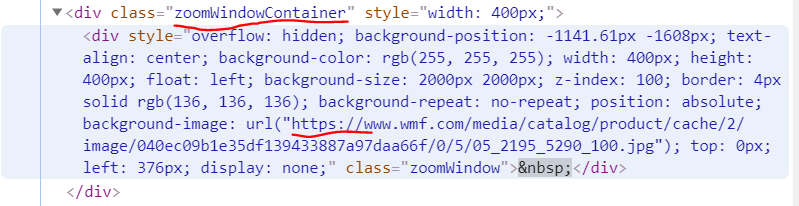 ▼<div class="zoomWindowContainer" style="width: 400px;">
<div style="overflow: hidden; background-position: -1141.61px -1608px; text-
align: center; background-color: rgb(255, 255, 255); width: 400px; height:
400px; float: left; background-size: 2000px 2000px; z-index: 100; border: 4px
solid rgb(136, 136, 136); background-repeat: no-repeat; position: absolute;
background-image: url("https://www.wmf.com/media/catalog/product/cache/2/
image/040ec09b1e35df139433887a97daa66f/0/5/05_2195_5290_100.jpg"); top: 0px;
left: 376px; display: none;" class="zoomWindow">&nbsp;</div>
</div>